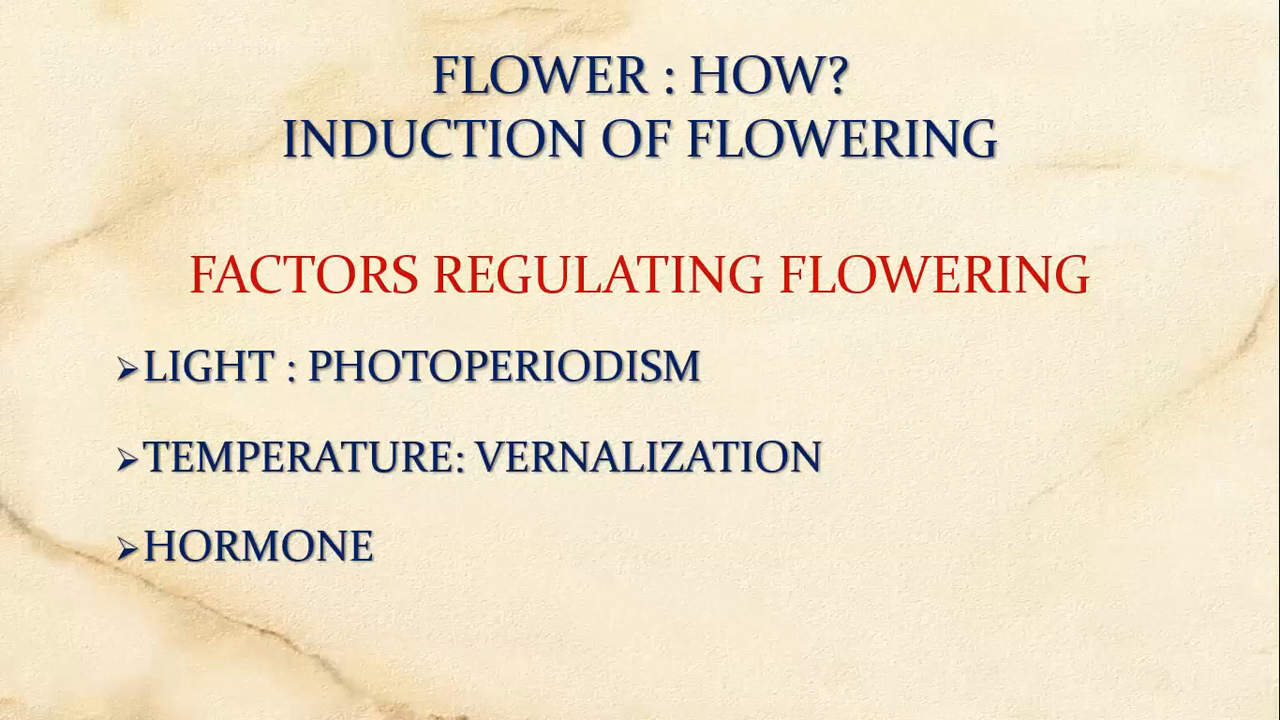 FLOWER : HOW?
INDUCTION OF FLOWERING
FACTORS REGULATING FLOWERING
➢LIGHT : PHOTOPERIODISM
➢TEMPERATURE: VERNALIZATION
➢HORMONE